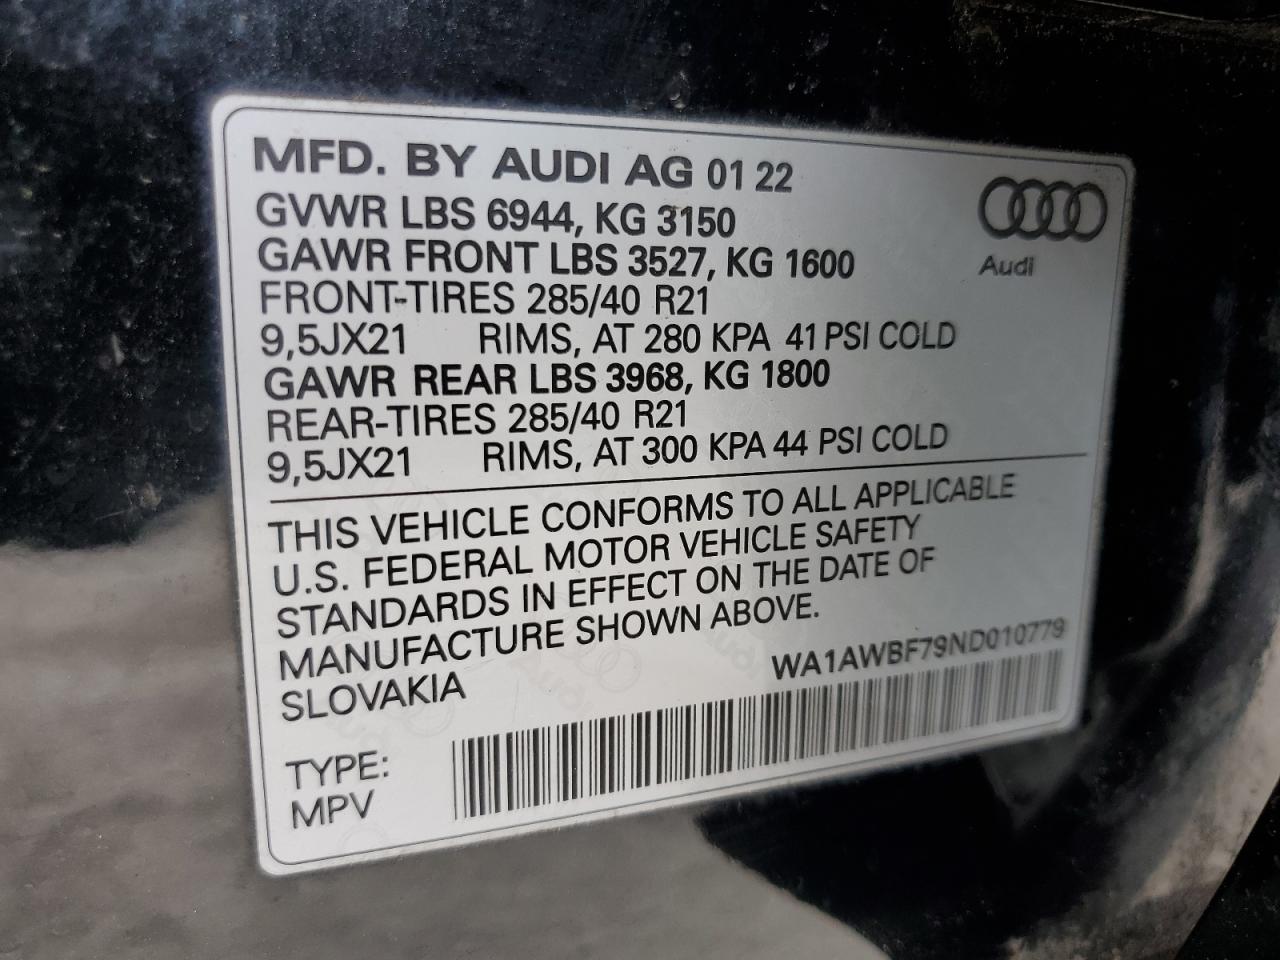 MFD. BY AUDI AG 01 22
GVWR LBS 6944, KG 3150
GAWR FRONT LBS 3527, KG 1600
FRONT-TIRES 285/40 R21
9,5JX21 RIMS, AT 280 KPA 41 PSI COLD
GAWR REAR LBS 3968, KG 1800
REAR-TIRES 285/40 R21
9,5JX21 RIMS, AT 300 KPA 44 PSI COLD
Audi
THIS VEHICLE CONFORMS TO ALL APPLICABLE
U.S. FEDERAL MOTOR VEHICLE SAFETY
STANDARDS IN EFFECT ON THE DATE OF
MANUFACTURE SHOWN ABOVE.
SLOVAKIA
WA1AWBF79ND010779
TYPE:
MPV